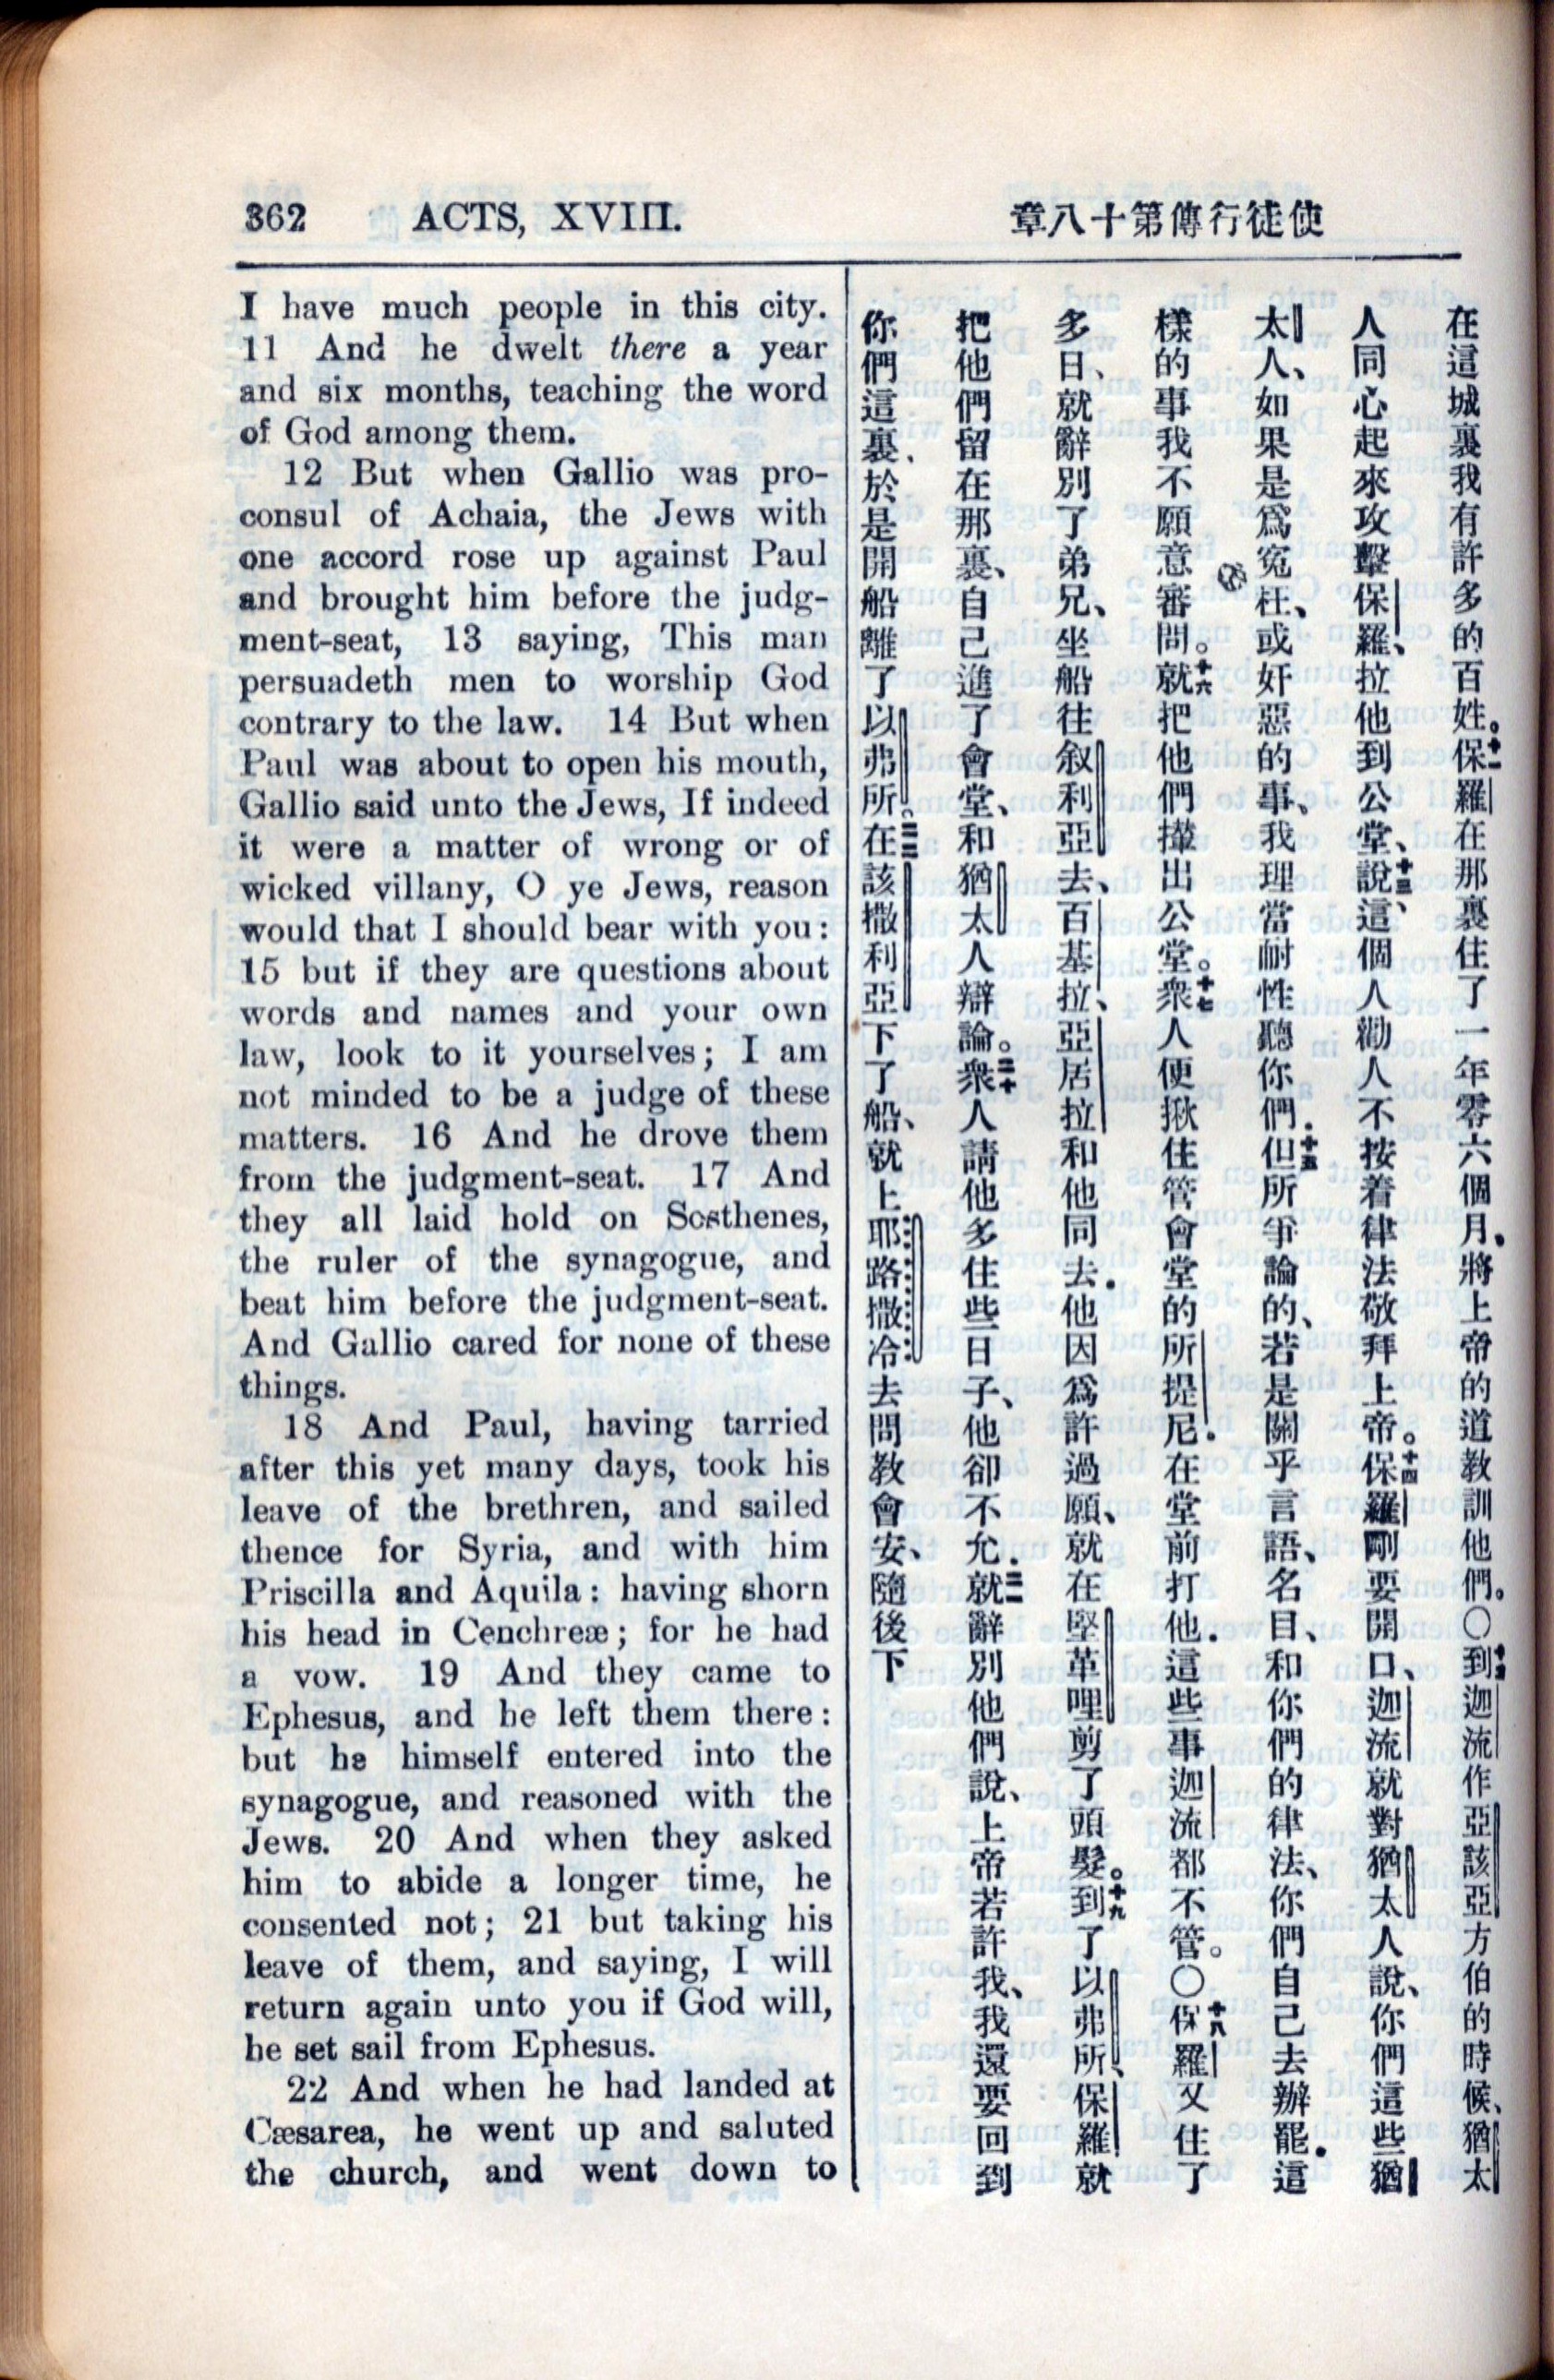 362 ACTS, XVIII.
章八十第傳行徒使
I have much people in this city.
11 And he dwelt there a year
and six months, teaching the word
of God among them.
12 But when Gallio was pro-
consul of Achaia, the Jews with
one accord rose up against Paul
and brought him before the judg-
ment-seat, 13 saying, This man
persuadeth men to worship God
contrary to the law. 14 But when
Paul was about to open his mouth,
Gallio said unto the Jews, If indeed
it were a matter of wrong or of
wicked villany, O ye Jews, reason
would that I should bear with you:
15 but if they are questions about
words and names and your own
law, look to it yourselves; I am
not minded to be a judge of these
matters. 16 And he drove them
from the judgment-seat. 17 And
they all laid hold on Sosthenes,
the ruler of the synagogue, and
beat him before the judgment-seat.
And Gallio cared for none of these
things.
18 And Paul, having tarried
after this yet many days, took his
leave of the brethren, and sailed
thence for Syria, and with him
Priscilla and Aquila: having shorn
his head in Cenchreæ; for he had
a vow. 19 And they came to
Ephesus, and he left them there:
but he himself entered into the
synagogue, and reasoned with the
Jews. 20 And when they asked
him to abide a longer time, he
consented not; 21 but taking his
leave of them, and saying, I will
return again unto you if God will,
he set sail from Ephesus.
22 And when he had landed at
Cæsarea, he went up and saluted
the church, and went down to
在這城裏我有許多的百姓。十一保羅在那裏住了一年零六個月．將上帝的道教訓他們。〇十二到迦流作亞該亞方伯的時候、猶太
人同心起來攻擊保羅、拉他到公堂、十三說、這個人勸人不按着律法敬拜上帝。十四保羅剛要開口、迦流就對猶太人說、你們這些猶
太人、如果是爲冤枉、或奸惡的事、我理當耐性聽你們．十五但所爭論的、若是關乎言語、名目、和你們的律法、你們自己去辦罷．這
樣的事我不願意審問。十六就把他們攆出公堂。十七衆人便揪住管會堂的所提尼．在堂前打他．這些事迦流都不管。〇十八保羅又住了
多日、就辭別了弟兄、坐船往叙利亞去、百基拉、亞居拉和他同去．他因爲許過願、就在堅革哩剪了頭髮。十九到了以弗所、保羅就
把他們留在那裏、自己進了會堂、和猶太人辯論。二十衆人請他多住些日子、他卻不允．二一就辭別他們說、上帝若許我、我還要回到
你們這裏．於是開船離了以弗所。二二在該撒利亞下了船、就上耶路撒冷去問教會安、隨後下